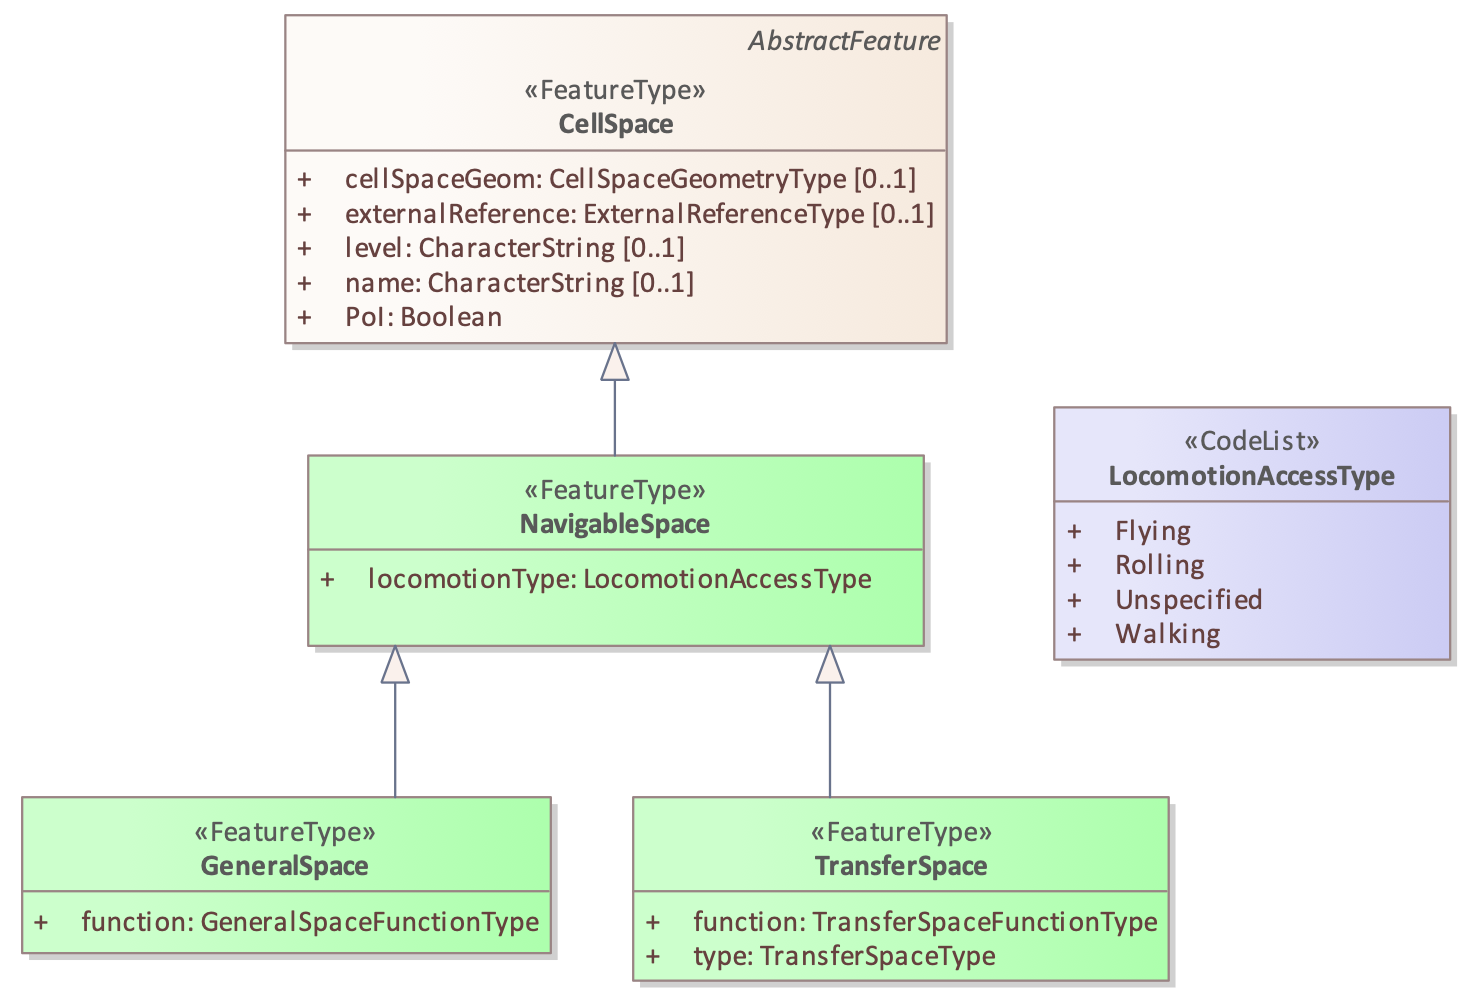 AbstractFeature
«FeatureType»
CellSpace
+ cellSpaceGeom: CellSpaceGeometryType [0..1]
+ externalReference: ExternalReferenceType [0..1]
+ level: CharacterString [0..1]
+ name: CharacterString [0..1]
+ PoI: Boolean
«FeatureType»
NavigableSpace
+ locomotionType: LocomotionAccessType
«CodeList»
LocomotionAccessType
+ Flying
+ Rolling
+ Unspecified
+ Walking
«FeatureType»
GeneralSpace
+ function: GeneralSpaceFunctionType
«FeatureType»
TransferSpace
+ function: TransferSpaceFunctionType
+ type: TransferSpaceType